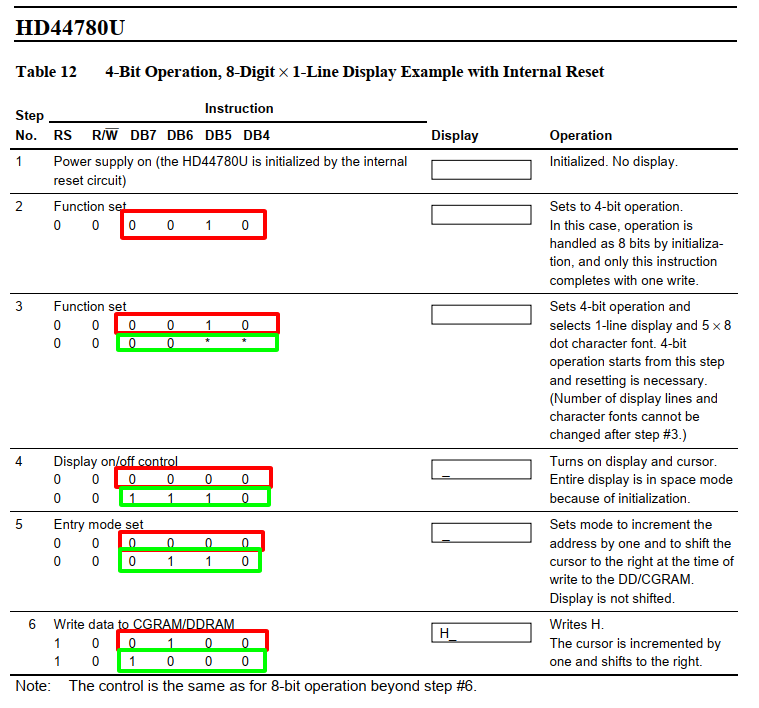 HD44780U
Table 12 4-Bit Operation, 8-Digit × 1-Line Display Example with Internal Reset
Instruction
Step
No. RS R/W̅ DB7 DB6 DB5 DB4 Display Operation
1 Power supply on (the HD44780U is initialized by the internal Initialized. No display.
reset circuit)
2 Function set Sets to 4-bit operation.
0 0 0 0 1 0 In this case, operation is
handled as 8 bits by initializa-
tion, and only this instruction
completes with one write.
3 Function set Sets 4-bit operation and
0 0 0 0 1 0 selects 1-line display and 5 × 8
0 0 0 0 * * dot character font. 4-bit
operation starts from this step
and resetting is necessary.
(Number of display lines and
character fonts cannot be
changed after step #3.)
4 Display on/off control _ Turns on display and cursor.
0 0 0 0 0 0 Entire display is in space mode
0 0 1 1 1 0 because of initialization.
5 Entry mode set _ Sets mode to increment the
0 0 0 0 0 0 address by one and to shift the
0 0 0 1 1 0 cursor to the right at the time of
write to the DD/CGRAM.
Display is not shifted.
6 Write data to CGRAM/DDRAM H_ Writes H.
1 0 0 1 0 0 The cursor is incremented by
1 0 1 0 0 0 one and shifts to the right.
Note: The control is the same as for 8-bit operation beyond step #6.